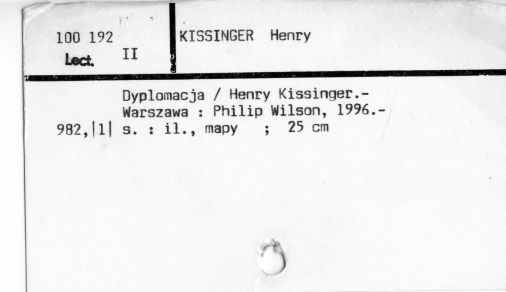 100 192 KISSINGER Henry
Lect. II
Dyplomacja / Henry Kissinger.-
Warszawa : Philip Wilson, 1996.-
982,|1| s. : il., mapy ; 25 cm